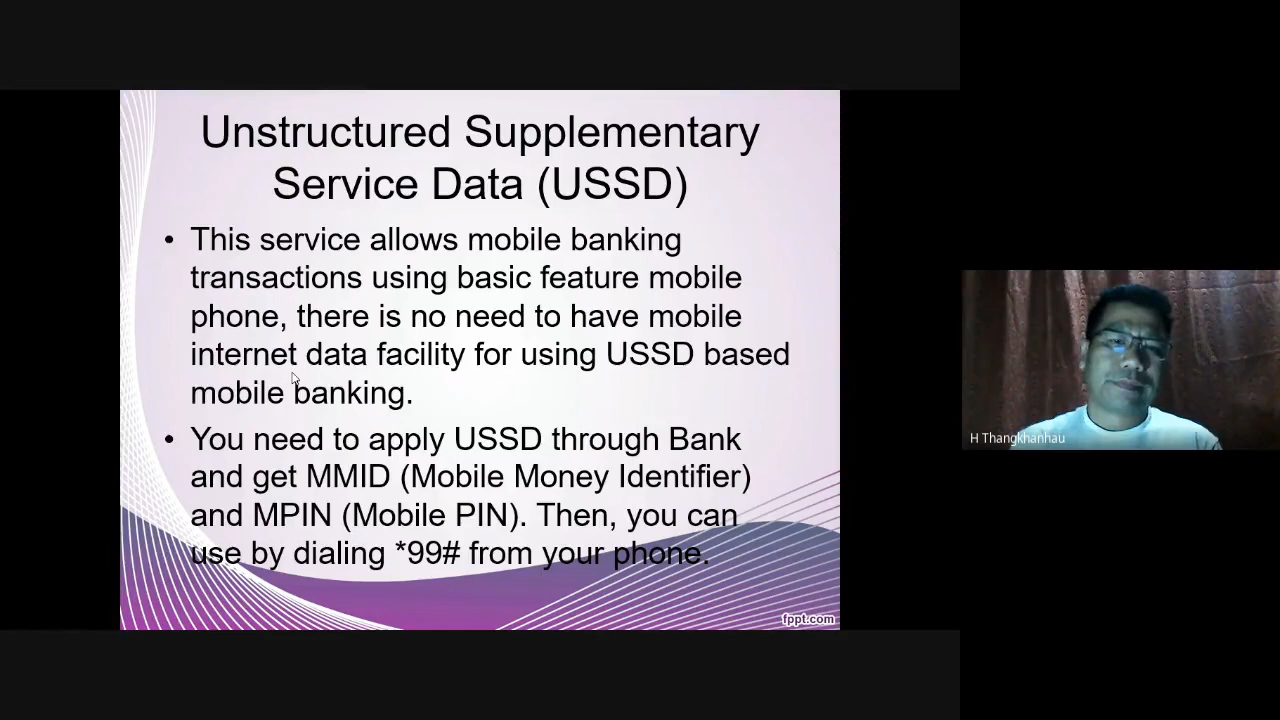 Unstructured Supplementary
Service Data (USSD)
• This service allows mobile banking
transactions using basic feature mobile
phone, there is no need to have mobile
internet data facility for using USSD based
mobile banking.
• You need to apply USSD through Bank
and get MMID (Mobile Money Identifier)
and MPIN (Mobile PIN). Then, you can
use by dialing *99# from your phone.
fppt.com
H Thangkhanhau